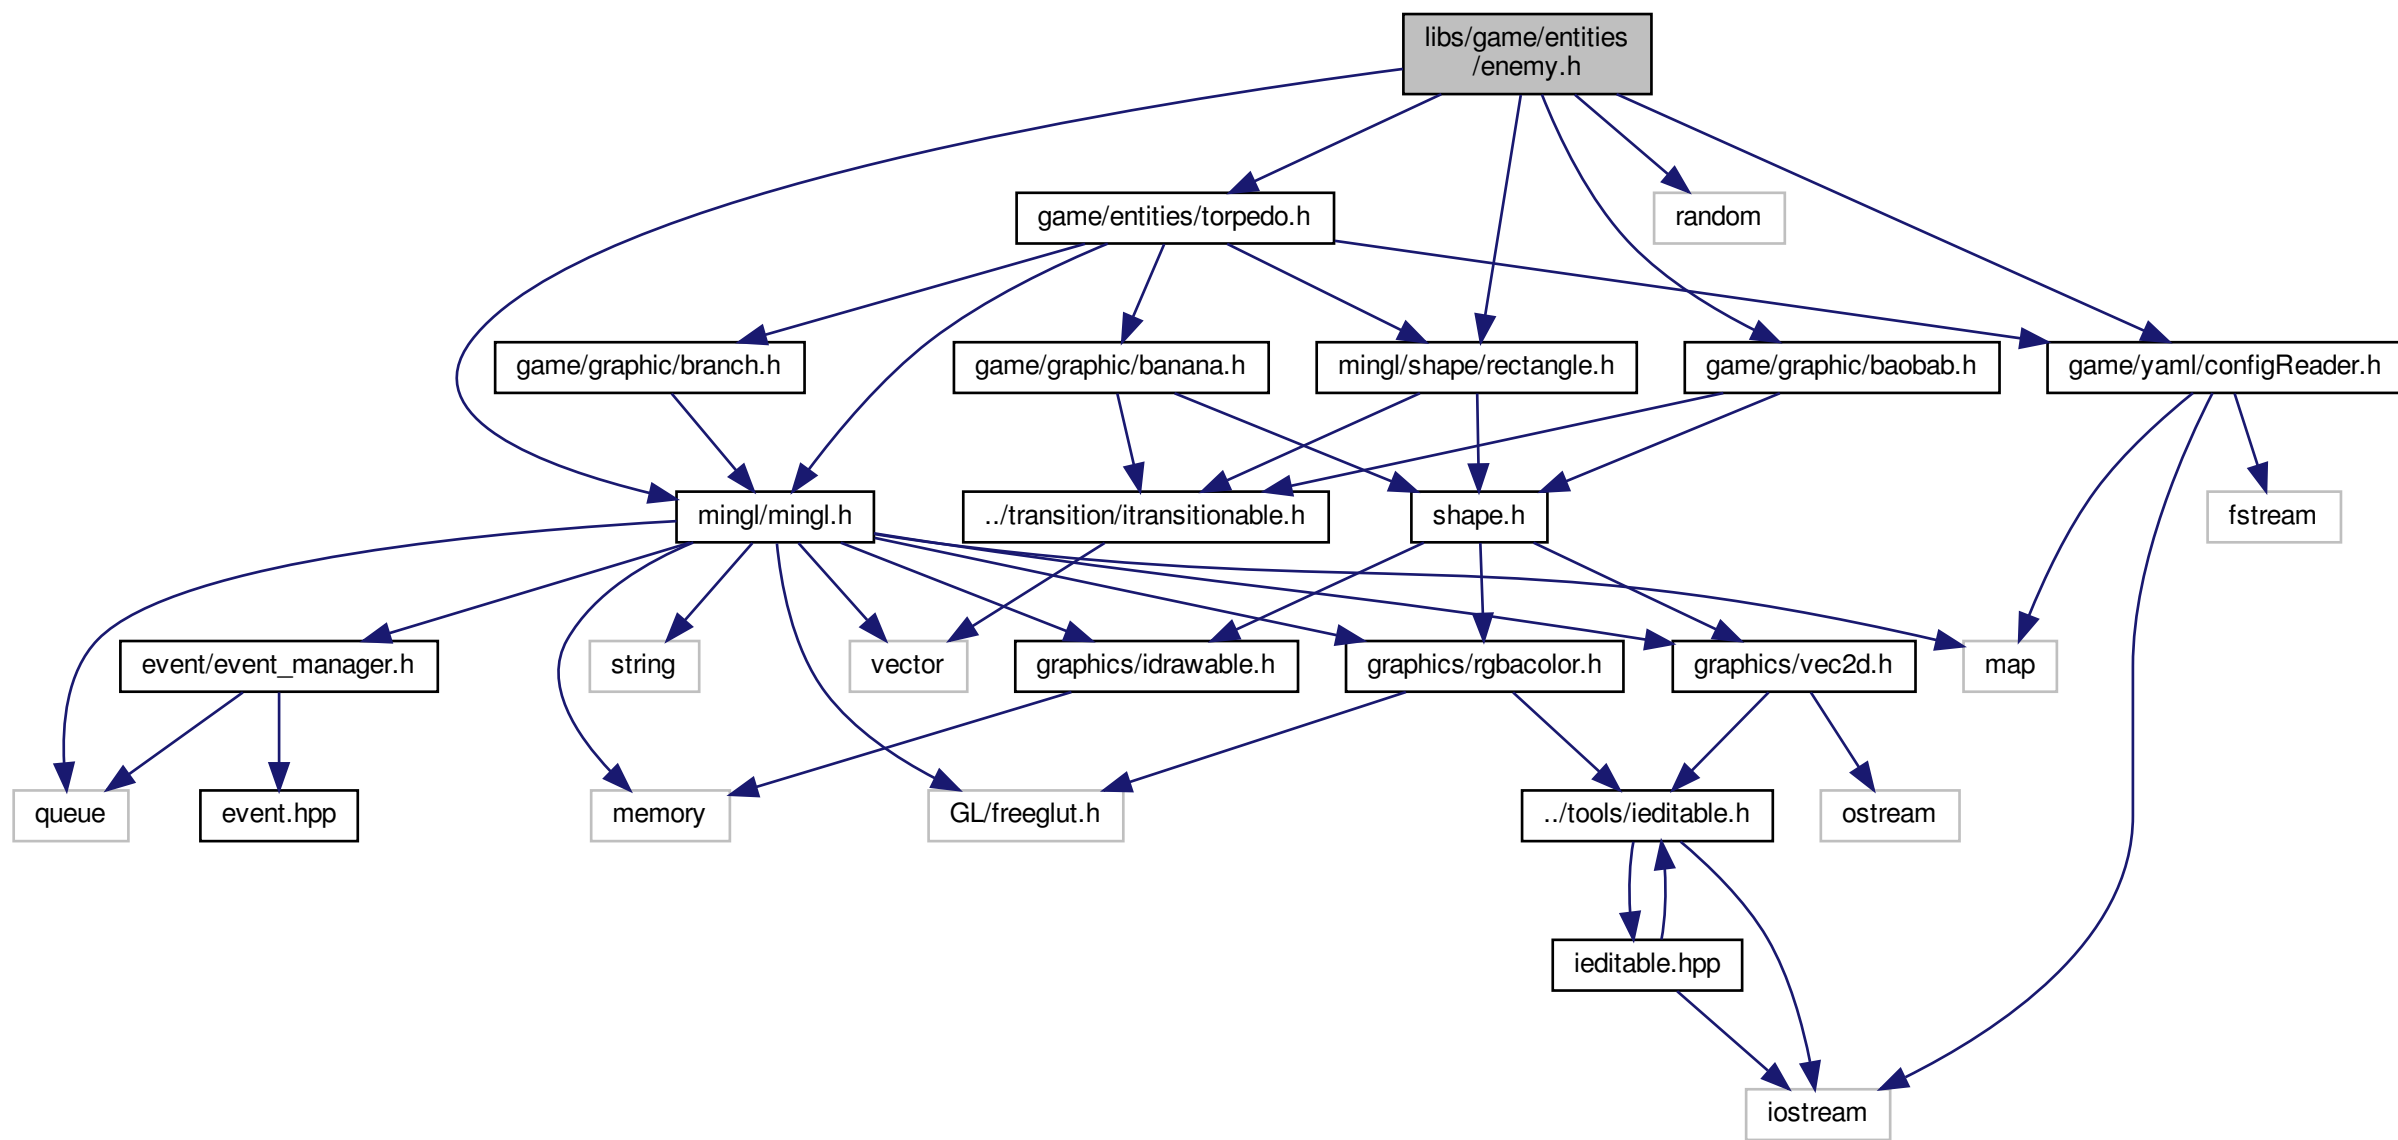 libs/game/entities
/enemy.h
game/entities/torpedo.h
random
game/graphic/branch.h
game/graphic/banana.h
mingl/shape/rectangle.h
game/graphic/baobab.h
game/yaml/configReader.h
mingl/mingl.h
../transition/itransitionable.h
shape.h
fstream
event/event_manager.h
string
vector
graphics/idrawable.h
graphics/rgbacolor.h
graphics/vec2d.h
map
queue
event.hpp
memory
GL/freeglut.h
../tools/ieditable.h
ostream
ieditable.hpp
iostream